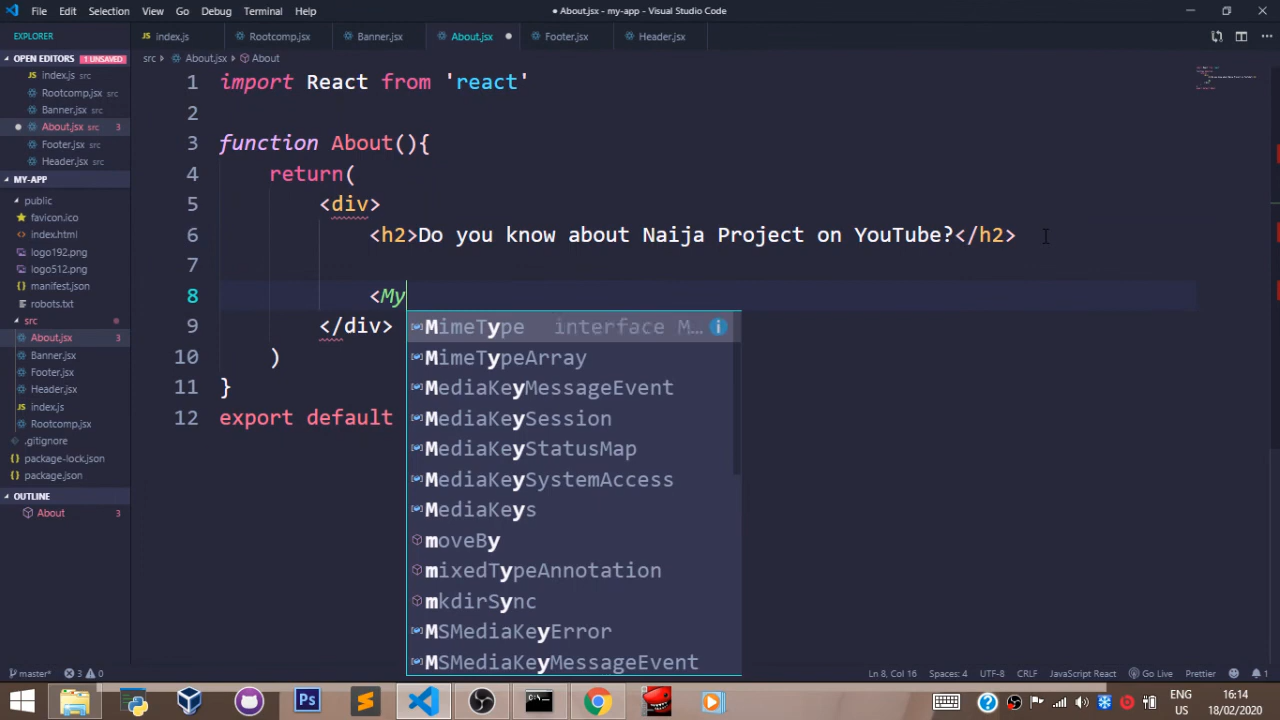 File Edit Selection View Go Debug Terminal Help
● About.jsx - my-app - Visual Studio Code
EXPLORER
index.js Rootcomp.jsx Banner.jsx About.jsx Footer.jsx Header.jsx
OPEN EDITORS 1 UNSAVED
index.js
Rootcomp.jsx
Banner.jsx
About.jsx src 3
Footer.jsx
Header.jsx
MY-APP
public
favicon.ico
index.html
logo192.png
logo512.png
manifest.json
robots.txt
src
About.jsx 3
Banner.jsx
Footer.jsx
Header.jsx
index.js
Rootcomp.jsx
.gitignore
package-lock.json
package.json
OUTLINE
About 3
src > About.jsx > About
1 import React from 'react'
2
3 function About(){
4 return(
5 <div>
6 <h2>Do you know about Naija Project on YouTube?</h2>
7
8 <My
9 </div>
10 )
11 }
12 export default
MimeType interface M...
MimeTypeArray
MediaKeyMessageEvent
MediaKeySession
MediaKeyStatusMap
MediaKeySystemAccess
MediaKeys
moveBy
mixedTypeAnnotation
mkdirSync
MSMediaKeyError
MSMediaKeyMessageEvent
master* 3 0
Ln 8, Col 16 Spaces: 4 UTF-8 CRLF JavaScript React Go Live Prettier 1
Ps
ENG
US
16:14
18/02/2020